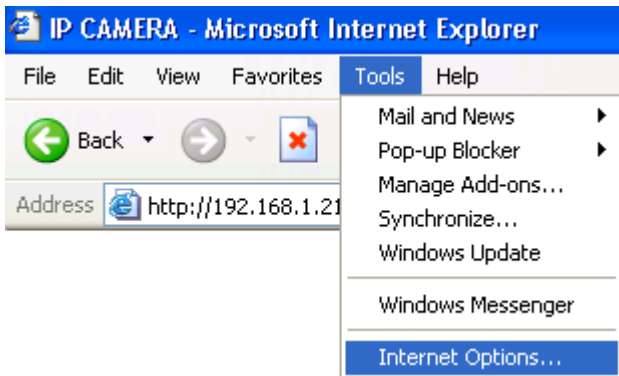 IP CAMERA - Microsoft Internet Explorer
File Edit View Favorites Tools Help
Mail and News
Back
Pop-up Blocker
Manage Add-ons...
Address http://192.168.1.21
Synchronize...
Windows Update
Windows Messenger
Internet Options...